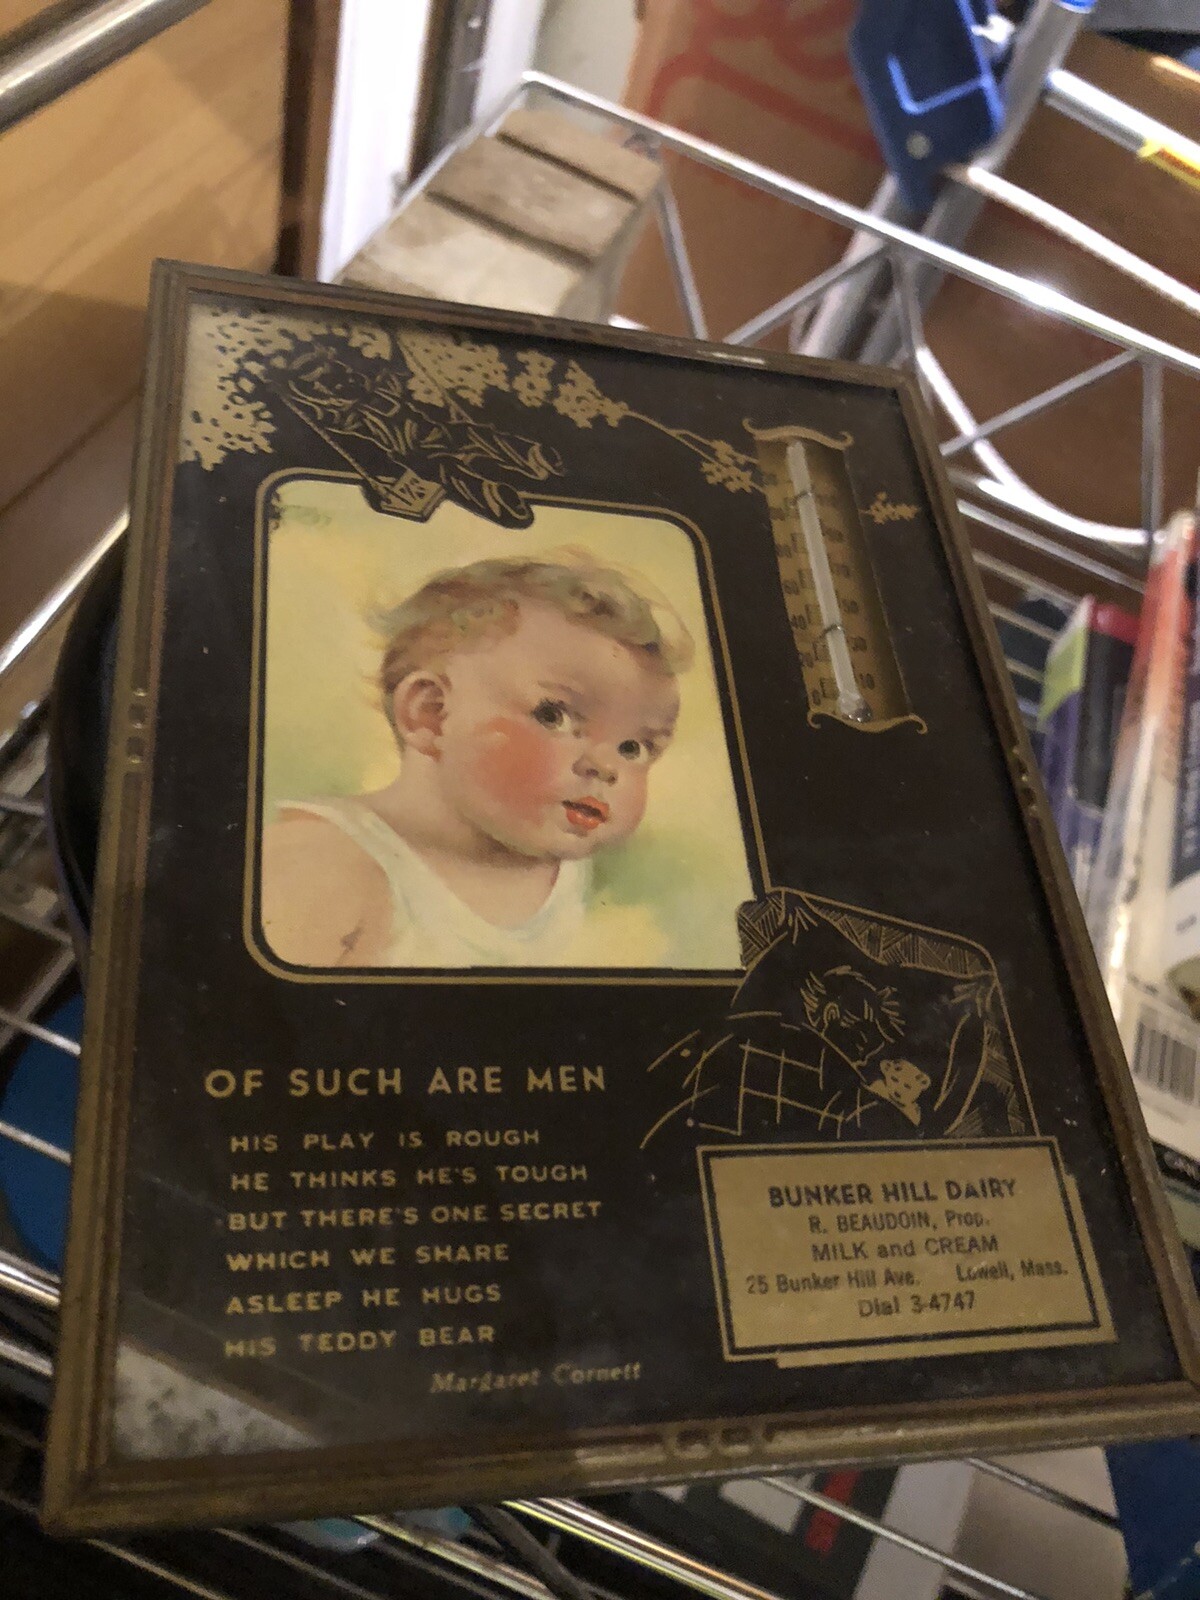 OF SUCH ARE MEN
HIS PLAY IS ROUGH
HE THINKS HE'S TOUGH
BUT THERE'S ONE SECRET
WHICH WE SHARE
ASLEEP HE HUGS
HIS TEDDY BEAR
Margaret Cornett
BUNKER HILL DAIRY
R. BEAUDOIN, Prop.
MILK and CREAM
25 Bunker Hill Ave. Lowell, Mass.
Dial 3-4747